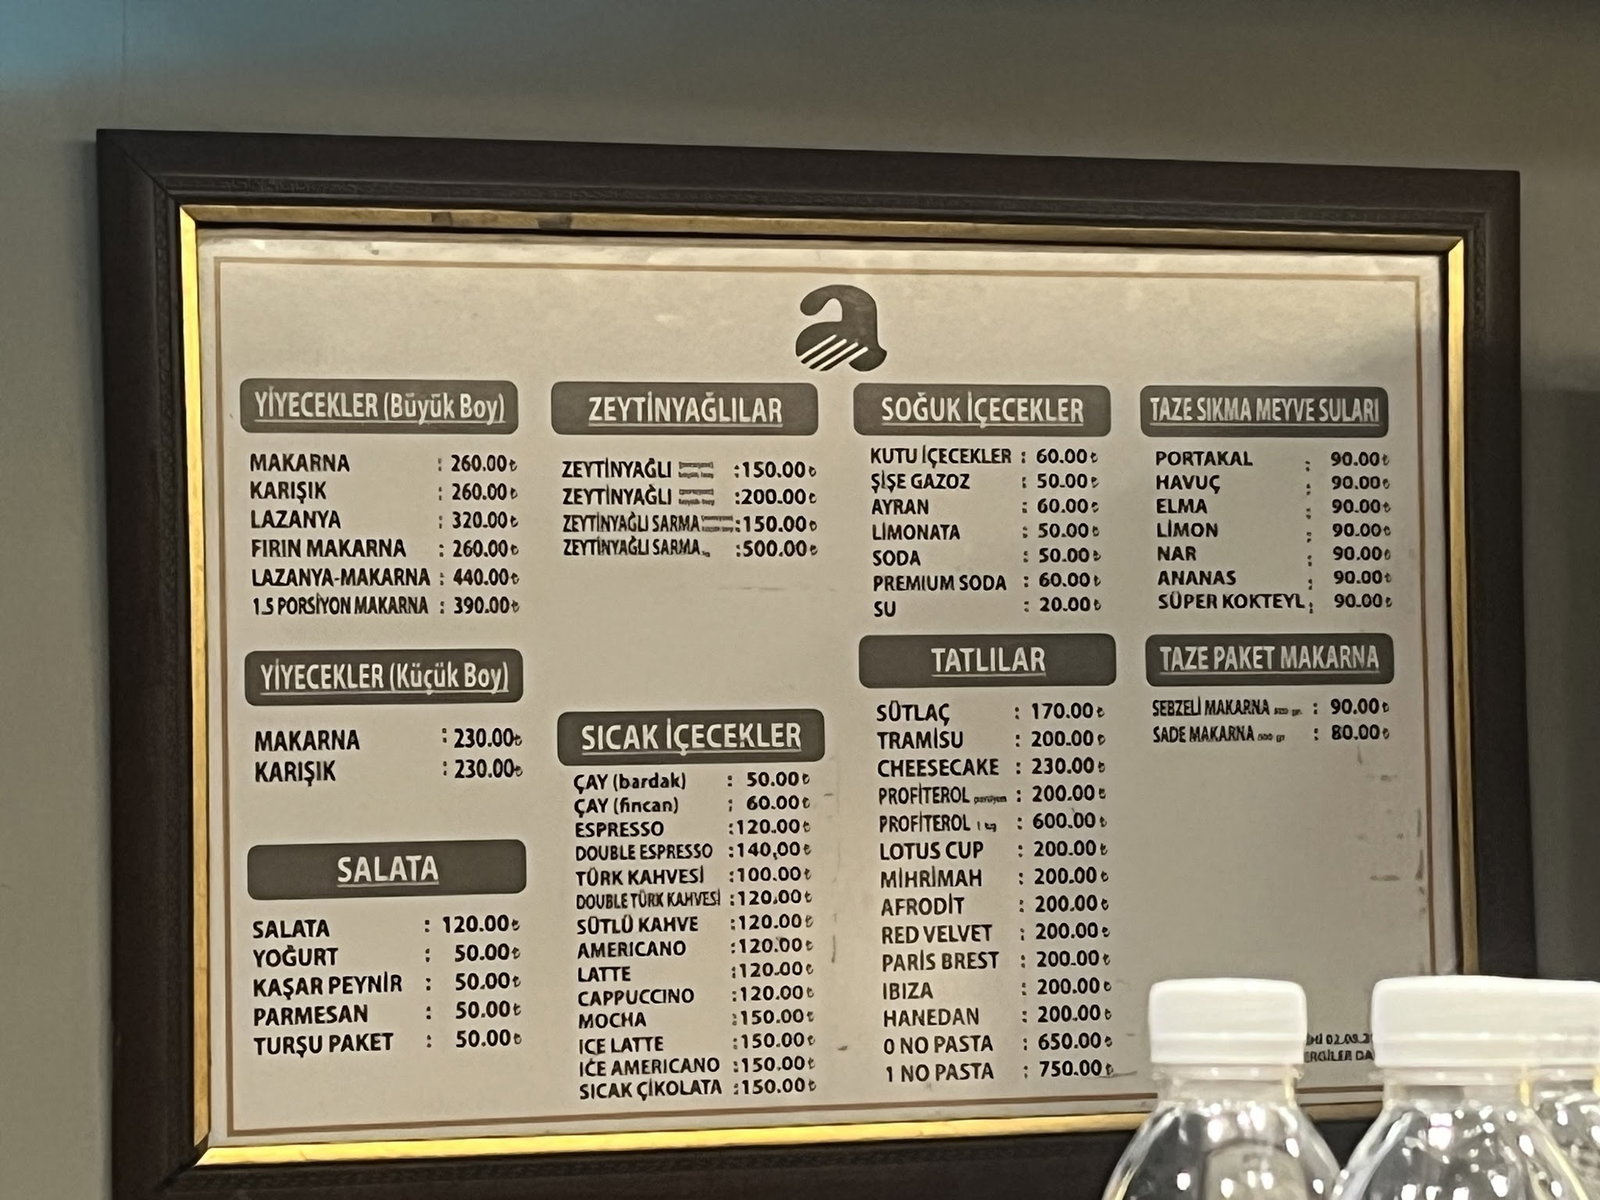 a
YİYECEKLER (Büyük Boy)
MAKARNA : 260.00₺
KARIŞIK : 260.00₺
LAZANYA : 320.00₺
FIRIN MAKARNA : 260.00₺
LAZANYA-MAKARNA : 440.00₺
1.5 PORSİYON MAKARNA : 390.00₺
YİYECEKLER (Küçük Boy)
MAKARNA : 230.00₺
KARIŞIK : 230.00₺
SALATA
SALATA : 120.00₺
YOĞURT : 50.00₺
KAŞAR PEYNİR : 50.00₺
PARMESAN : 50.00₺
TURŞU PAKET : 50.00₺
ZEYTİNYAĞLILAR
ZEYTİNYAĞLI :150.00₺
ZEYTİNYAĞLI :200.00₺
ZEYTİNYAĞLI SARMA :150.00₺
ZEYTİNYAĞLI SARMA :500.00₺
SICAK İÇECEKLER
ÇAY (bardak) : 50.00₺
ÇAY (fincan) : 60.00₺
ESPRESSO :120.00₺
DOUBLE ESPRESSO :140,00₺
TÜRK KAHVESİ :100.00₺
DOUBLE TÜRK KAHVESİ :120.00₺
SÜTLÜ KAHVE :120.00₺
AMERICANO :120.00₺
LATTE :120.00₺
CAPPUCCINO :120.00₺
MOCHA :150.00₺
ICE LATTE :150.00₺
ICE AMERICANO :150.00₺
SICAK ÇİKOLATA :150.00₺
SOĞUK İÇECEKLER
KUTU İÇECEKLER : 60.00₺
ŞİŞE GAZOZ : 50.00₺
AYRAN : 60.00₺
LİMONATA : 50.00₺
SODA : 50.00₺
PREMIUM SODA : 60.00₺
SU : 20.00₺
TATLILAR
SÜTLAÇ : 170.00₺
TRAMİSU : 200.00₺
CHEESECAKE : 230.00₺
PROFİTEROL porsiyon : 200.00₺
PROFİTEROL 1 kg : 600.00₺
LOTUS CUP : 200.00₺
MİHRİMAH : 200.00₺
AFRODİT : 200.00₺
RED VELVET : 200.00₺
PARİS BREST : 200.00₺
IBIZA : 200.00₺
HANEDAN : 200.00₺
0 NO PASTA : 650.00₺
1 NO PASTA : 750.00₺
TAZE SIKMA MEYVE SULARI
PORTAKAL : 90.00₺
HAVUÇ : 90.00₺
ELMA : 90.00₺
LİMON : 90.00₺
NAR : 90.00₺
ANANAS : 90.00₺
SÜPER KOKTEYL : 90.00₺
TAZE PAKET MAKARNA
SEBZELİ MAKARNA 500 gr. : 90.00₺
SADE MAKARNA 500 gr : 80.00₺